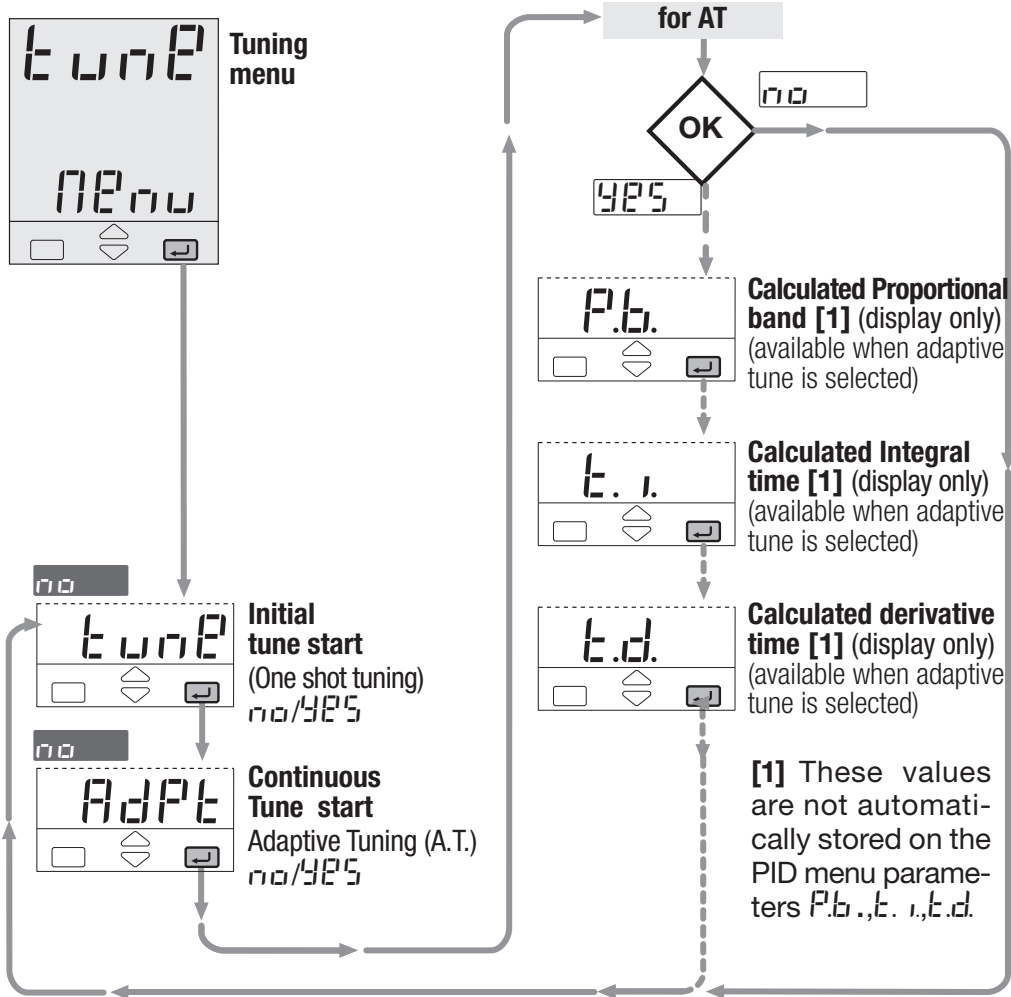 tunE
Tuning
menu
MEnu
no
tunE
Initial
tune start
(One shot tuning)
no/YES
no
AdPt
Continuous
Tune start
Adaptive Tuning (A.T.)
no/YES
for AT
OK
no
YES
P.b.
Calculated Proportional
band [1] (display only)
(available when adaptive
tune is selected)
t. i.
Calculated Integral
time [1] (display only)
(available when adaptive
tune is selected)
t.d.
Calculated derivative
time [1] (display only)
(available when adaptive
tune is selected)
[1] These values
are not automati-
cally stored on the
PID menu parame-
ters P.b.,t. i.,t.d.